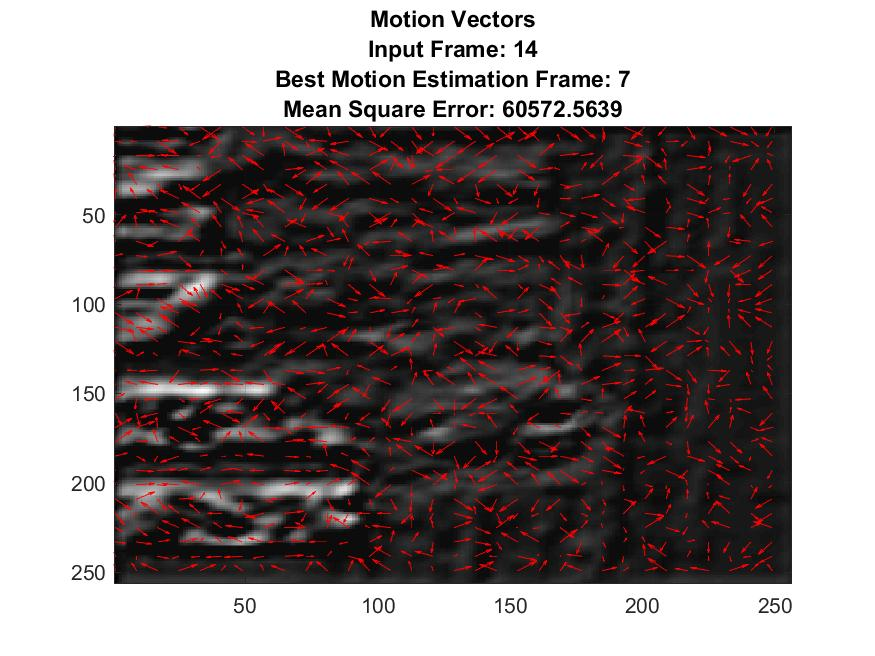 Motion Vectors
Input Frame: 14
Best Motion Estimation Frame: 7
Mean Square Error: 60572.5639
50
100
150
200
250
50
100
150
200
250